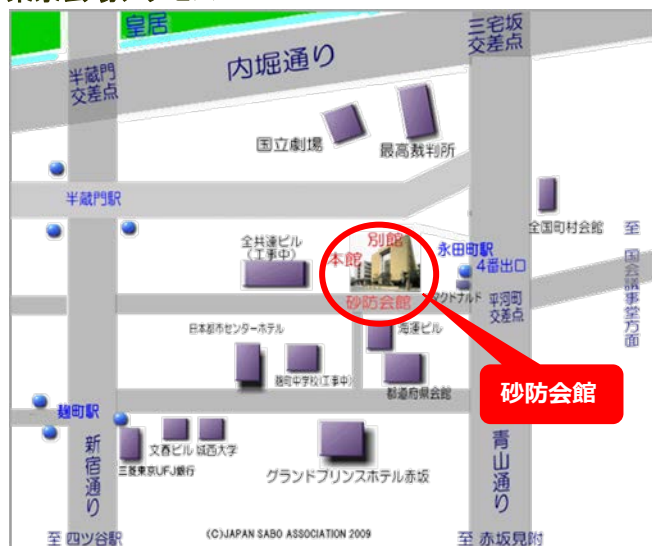 皇居
三宅坂
交差点
内堀通り
半蔵門
交差点
国立劇場
最高裁判所
半蔵門駅
全国町村会館
至 国会議事堂方面
全共連ビル
(工事中)
別館
本館
永田町駅
4番出口
砂防会館
マクドナルド
平河町
交差点
日本都市センターホテル
海運ビル
麹町中学校(工事中)
都道府県会館
砂防会館
麹町駅
文春ビル
城西大学
三菱東京UFJ銀行
グランドプリンスホテル赤坂
新宿通り
青山通り
至 四ツ谷駅
(C)JAPAN SABO ASSOCIATION 2009
至 赤坂見附